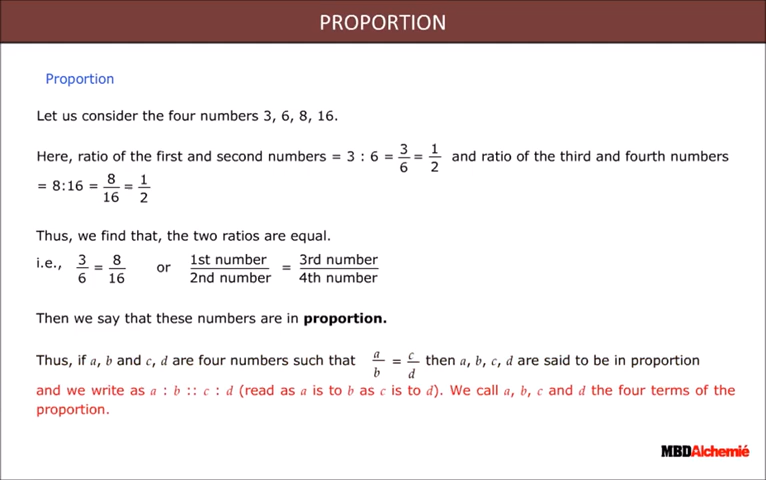 PROPORTION
Proportion
Let us consider the four numbers 3, 6, 8, 16.
Here, ratio of the first and second numbers = 3 : 6 = 3/6 = 1/2 and ratio of the third and fourth numbers
= 8:16 = 8/16 = 1/2
Thus, we find that, the two ratios are equal.
i.e., 3/6 = 8/16 or 1st number/2nd number = 3rd number/4th number
Then we say that these numbers are in proportion.
Thus, if a, b and c, d are four numbers such that a/b = c/d then a, b, c, d are said to be in proportion
and we write as a : b :: c : d (read as a is to b as c is to d). We call a, b, c and d the four terms of the
proportion.
MBDAlchemié